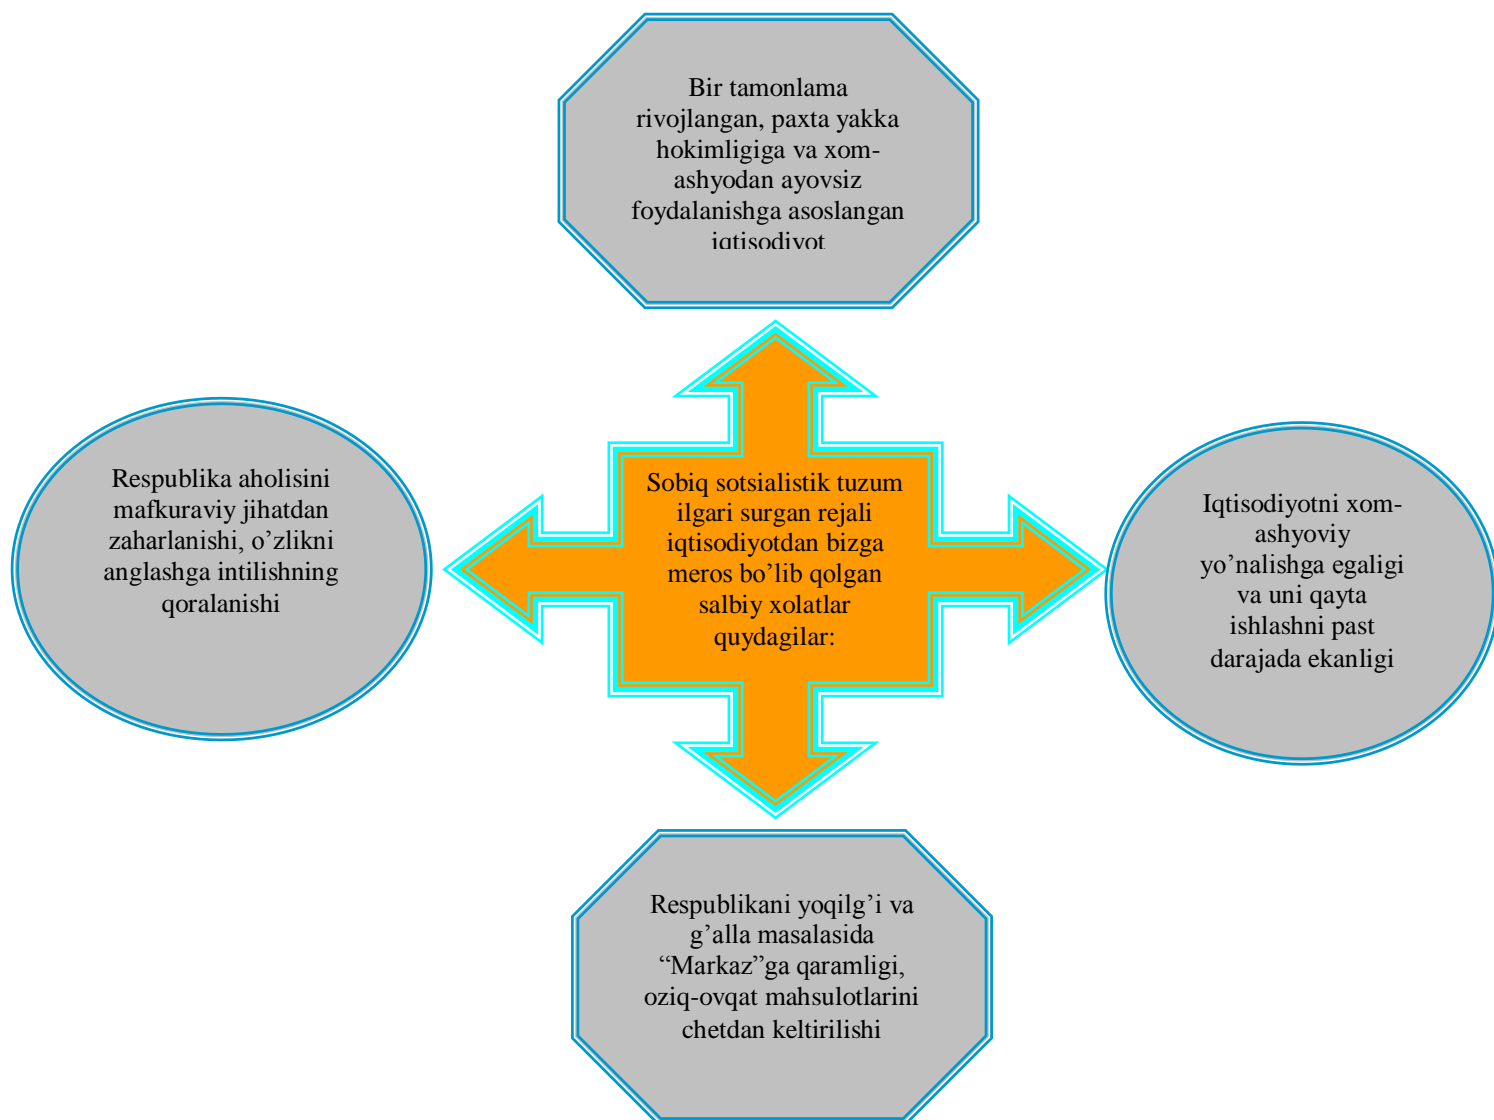 Bir tamonlama
rivojlangan, paxta yakka
hokimligiga va xom-
ashyodan ayovsiz
foydalanishga asoslangan
iqtisodiyot
Respublika aholisini
mafkuraviy jihatdan
zaharlanishi, o’zlikni
anglashga intilishning
qoralanishi
Sobiq sotsialistik tuzum
ilgari surgan rejali
iqtisodiyotdan bizga
meros bo’lib qolgan
salbiy xolatlar
quydagilar:
Iqtisodiyotni xom-
ashyoviy
yo’nalishga egaligi
va uni qayta
ishlashni past
darajada ekanligi
Respublikani yoqilg’i va
g’alla masalasida
“Markaz”ga qaramligi,
oziq-ovqat mahsulotlarini
chetdan keltirilishi